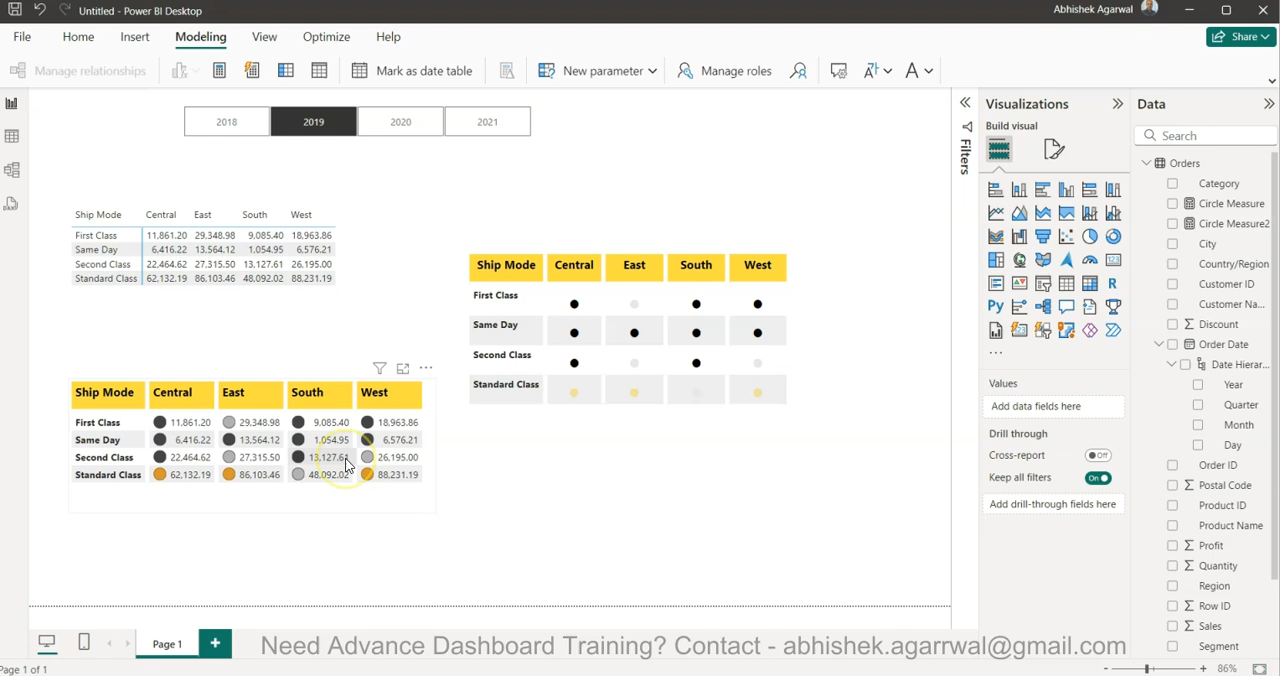 Untitled - Power BI Desktop
Abhishek Agarwal
File Home Insert Modeling View Optimize Help
Share
Manage relationships
Mark as date table
New parameter
Manage roles
2018 2019 2020 2021
Ship Mode Central East South West
First Class 11,861.20 29,348.98 9,085.40 18,963.86
Same Day 6,416.22 13,564.12 1,054.95 6,576.21
Second Class 22,464.62 27,315.50 13,127.61 26,195.00
Standard Class 62,132.19 86,103.46 48,092.02 88,231.19
Ship Mode Central East South West
First Class
Same Day
Second Class
Standard Class
Ship Mode Central East South West
First Class 11,861.20 29,348.98 9,085.40 18,963.86
Same Day 6,416.22 13,564.12 1,054.95 6,576.21
Second Class 22,464.62 27,315.50 13,127.61 26,195.00
Standard Class 62,132.19 86,103.46 48,092.02 88,231.19
Filters
Visualizations
Build visual
R
Py
123
...
Values
Add data fields here
Drill through
Cross-report
Off
Keep all filters
On
Add drill-through fields here
Data
Search
Orders
Category
Circle Measure
Circle Measure2
City
Country/Region
Customer ID
Customer Na...
Discount
Order Date
Date Hierar...
Year
Quarter
Month
Day
Order ID
Postal Code
Product ID
Product Name
Profit
Quantity
Region
Row ID
Sales
Segment
Page 1
Need Advance Dashboard Training? Contact - abhishek.agarrwal@gmail.com
Page 1 of 1
86%